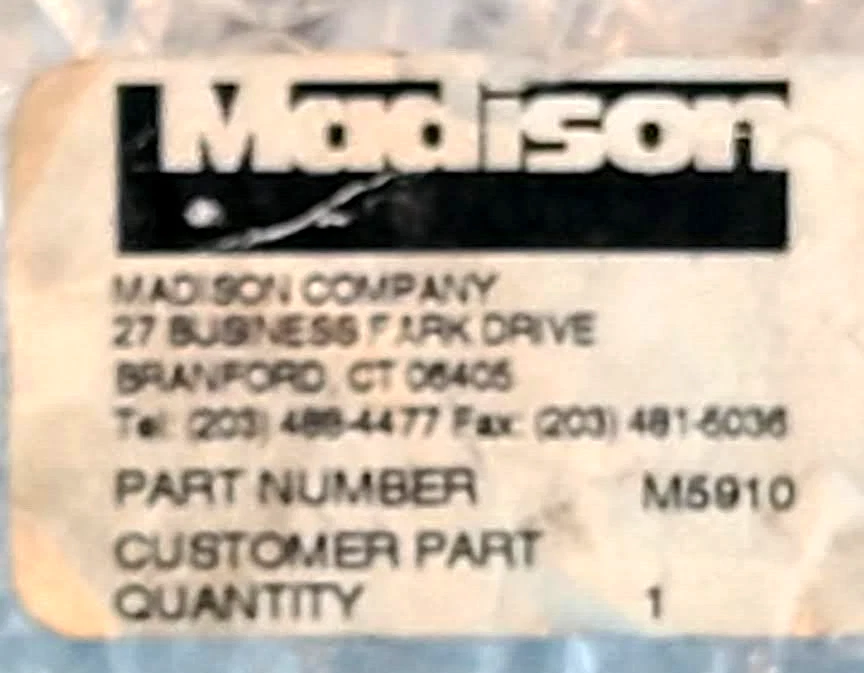 Madison
MADISON COMPANY
27 BUSINESS PARK DRIVE
BRANFORD, CT 06405
Tel: (203) 488-4477 Fax: (203) 481-5036
PART NUMBER M5910
CUSTOMER PART
QUANTITY 1